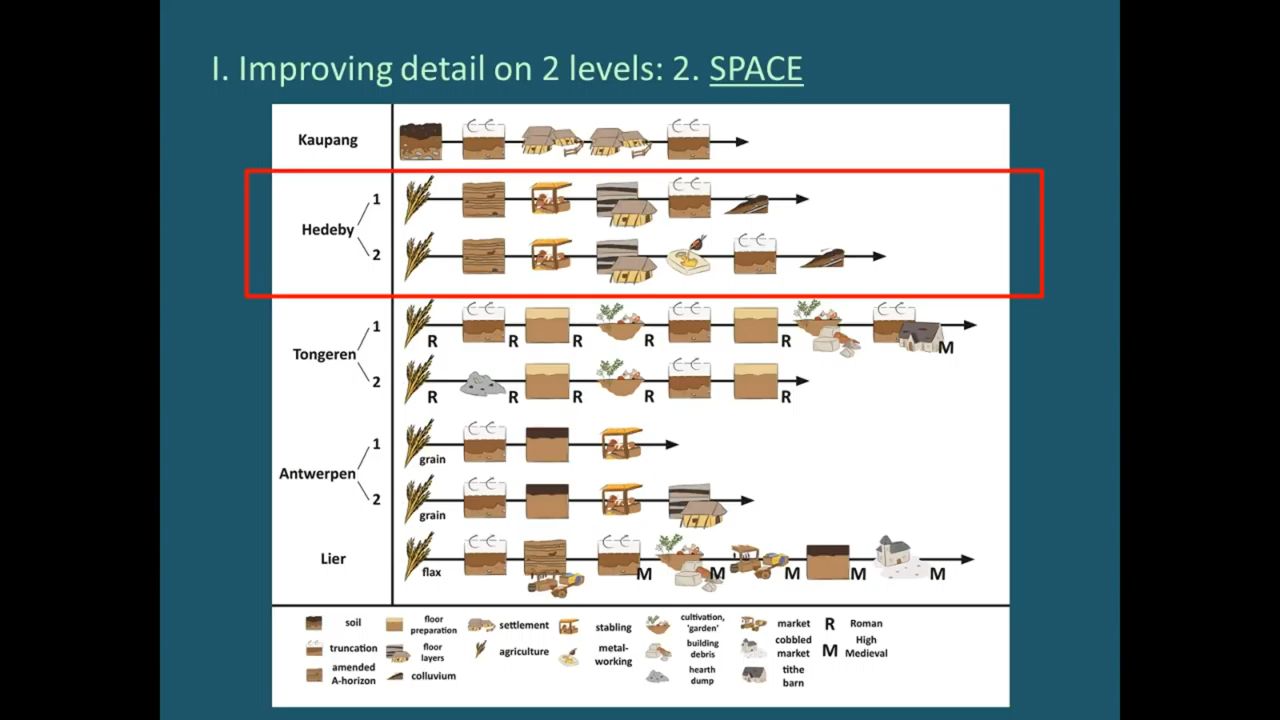 I. Improving detail on 2 levels: 2. SPACE
Kaupang
1
Hedeby
2
R R R R R M
1
Tongeren
2
R R R R R
1
grain
Antwerpen
2
grain
Lier
flax M M M M M
soil
floor
preparation
settlement
stabling
cultivation,
'garden'
market
R Roman
truncation
floor
layers
agriculture
metal-
working
building
debris
cobbled
market
M High
Medieval
amended
A-horizon
colluvium
hearth
dump
tithe
barn